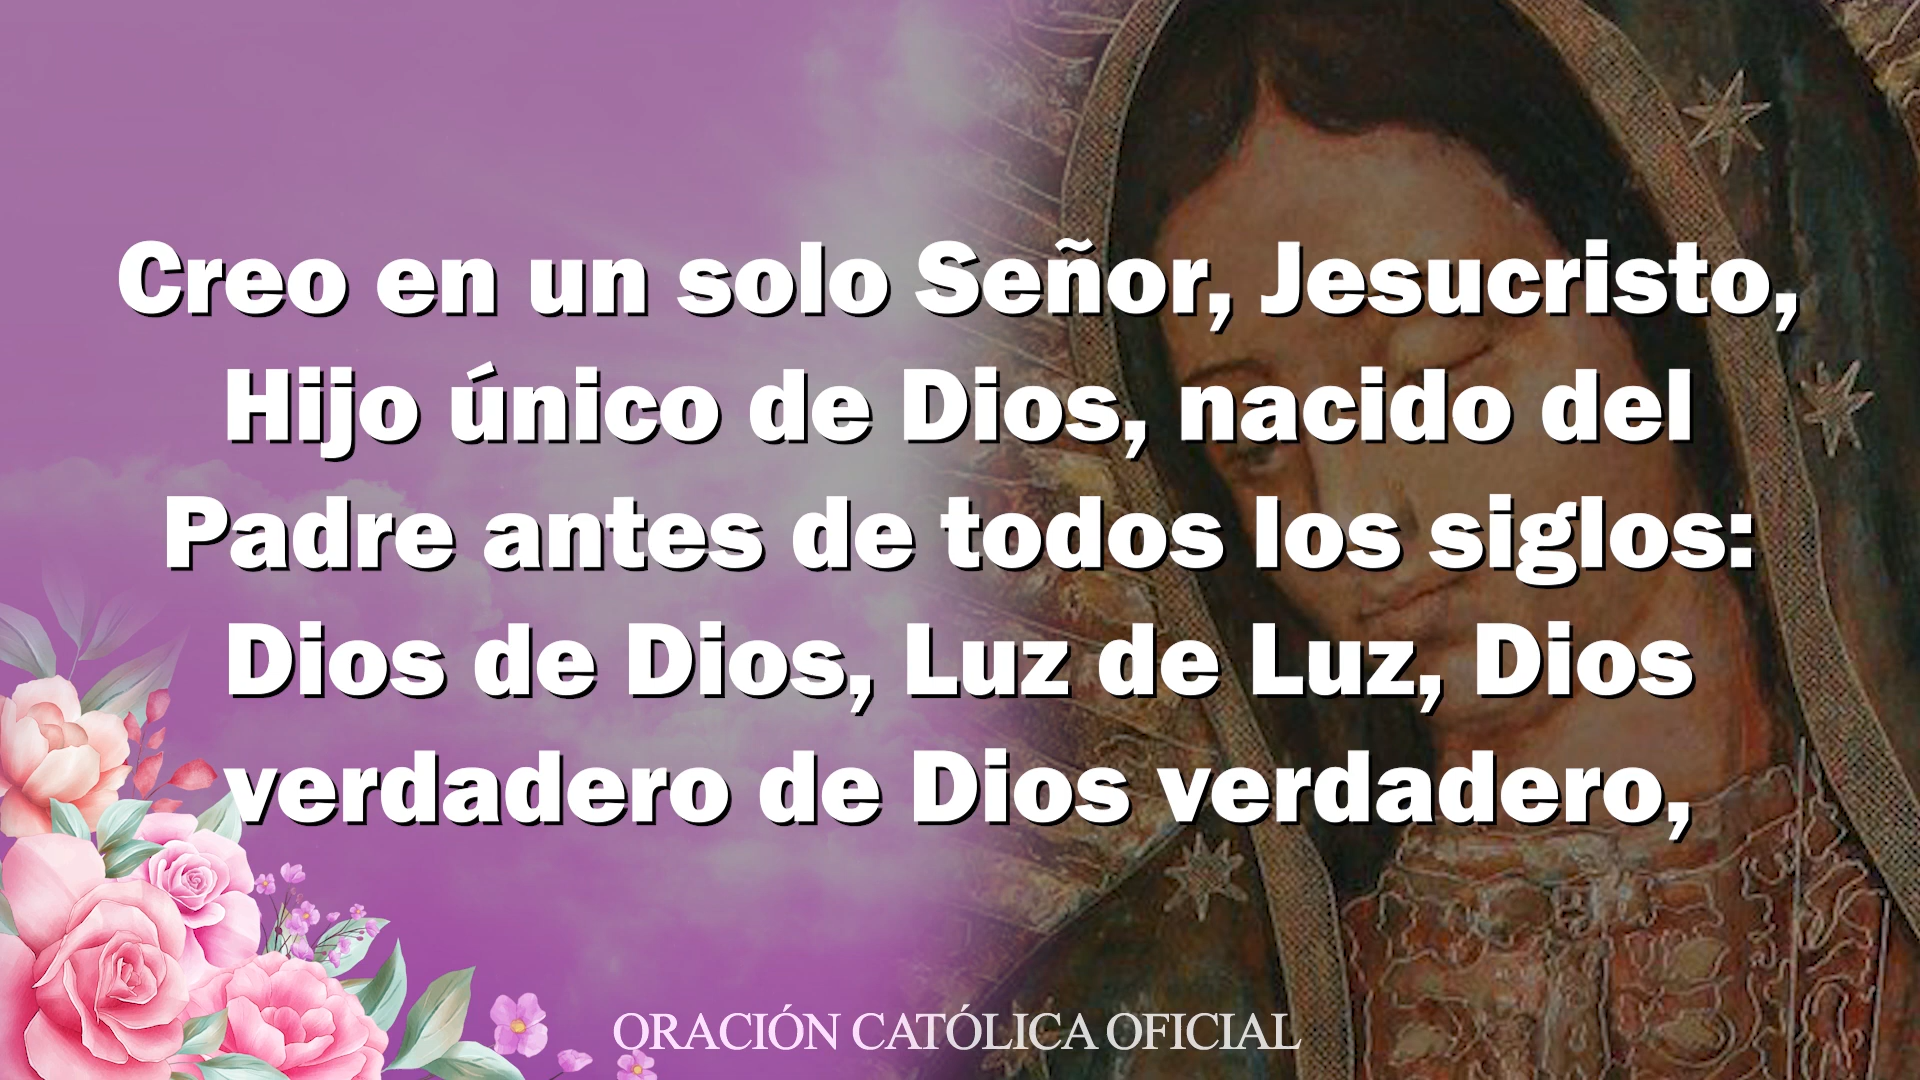 Creo en un solo Señor, Jesucristo,
Hijo único de Dios, nacido del
Padre antes de todos los siglos:
Dios de Dios, Luz de Luz, Dios
verdadero de Dios verdadero,
ORACIÓN CATÓLICA OFICIAL